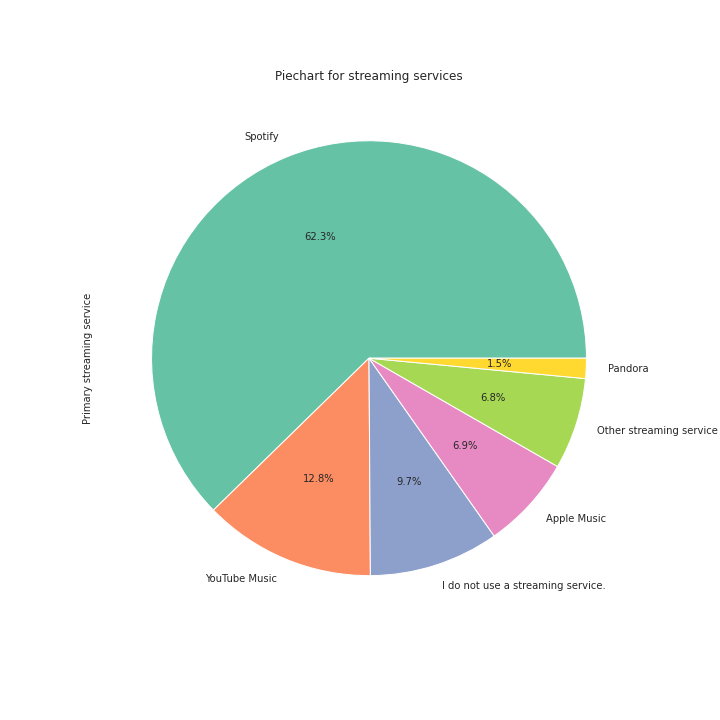 Piechart for streaming services
Spotify
62.3%
Primary streaming service
1.5%
Pandora
6.8%
Other streaming service
6.9%
Apple Music
12.8%
9.7%
YouTube Music
I do not use a streaming service.